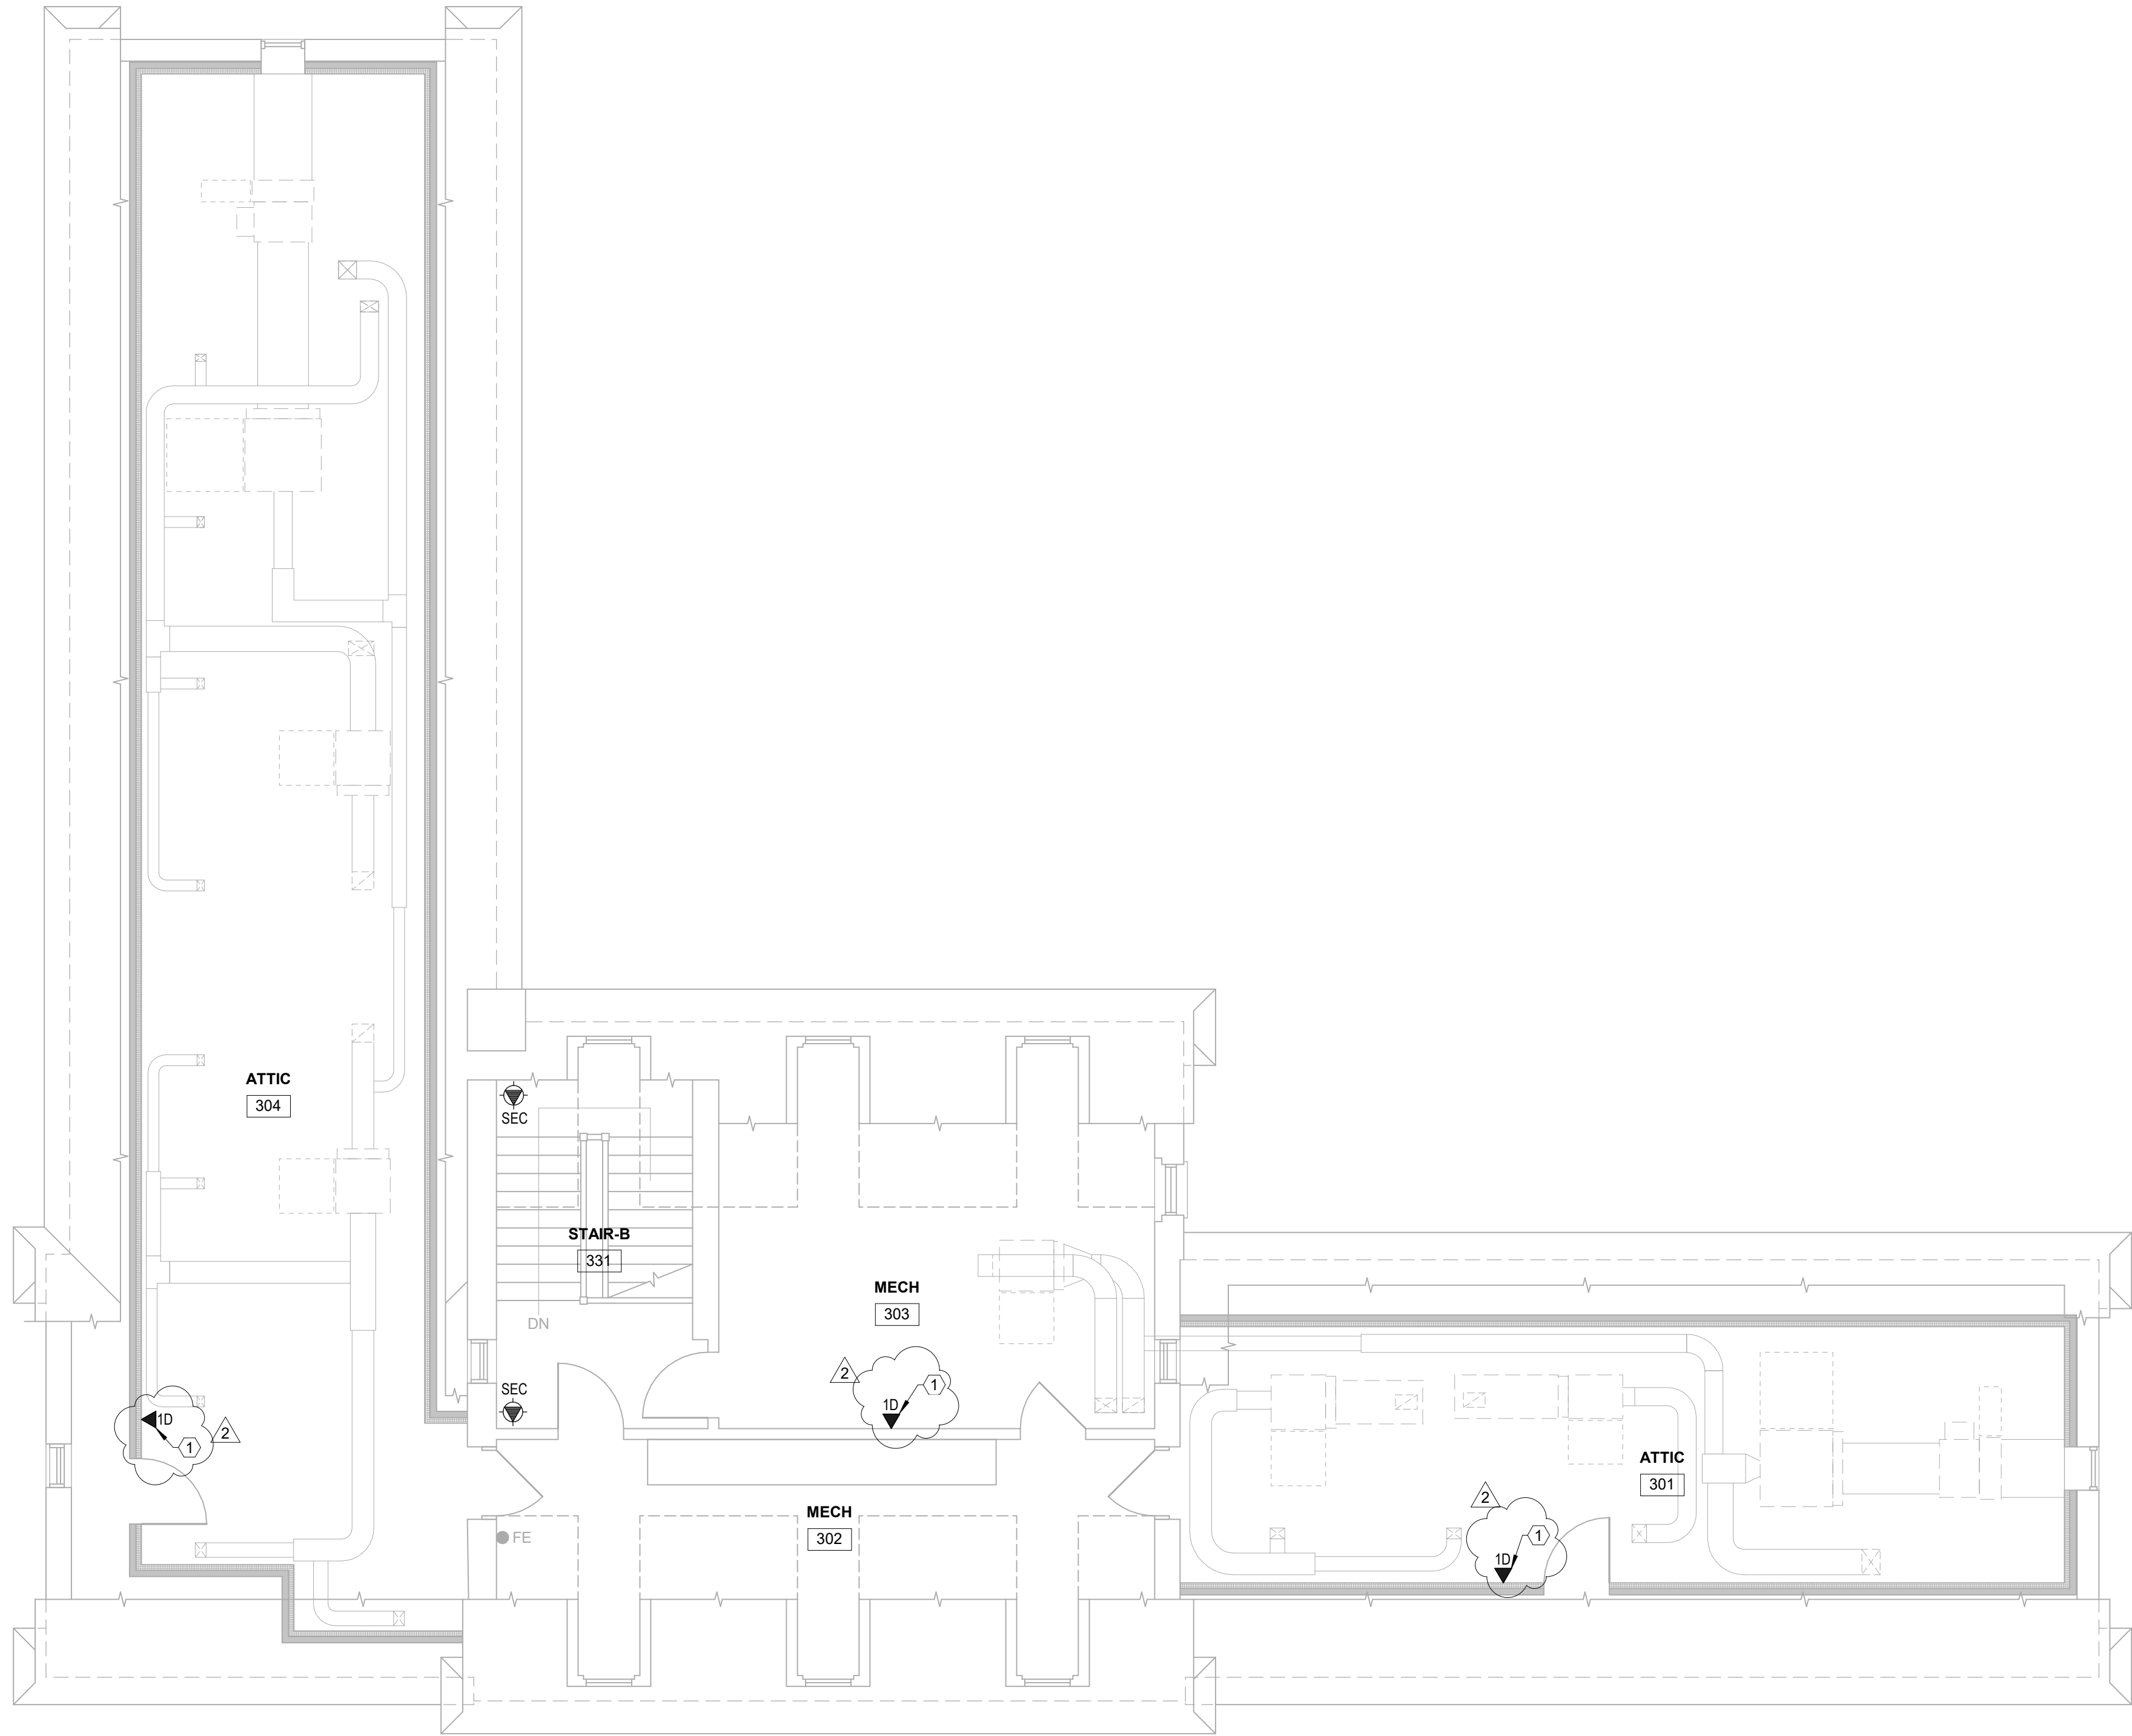 ATTIC
304
SEC
STAIR-B
331
DN
MECH
303
SEC
2
1
1D
1D
1
2
ATTIC
301
MECH
302
FE
2
1
1D